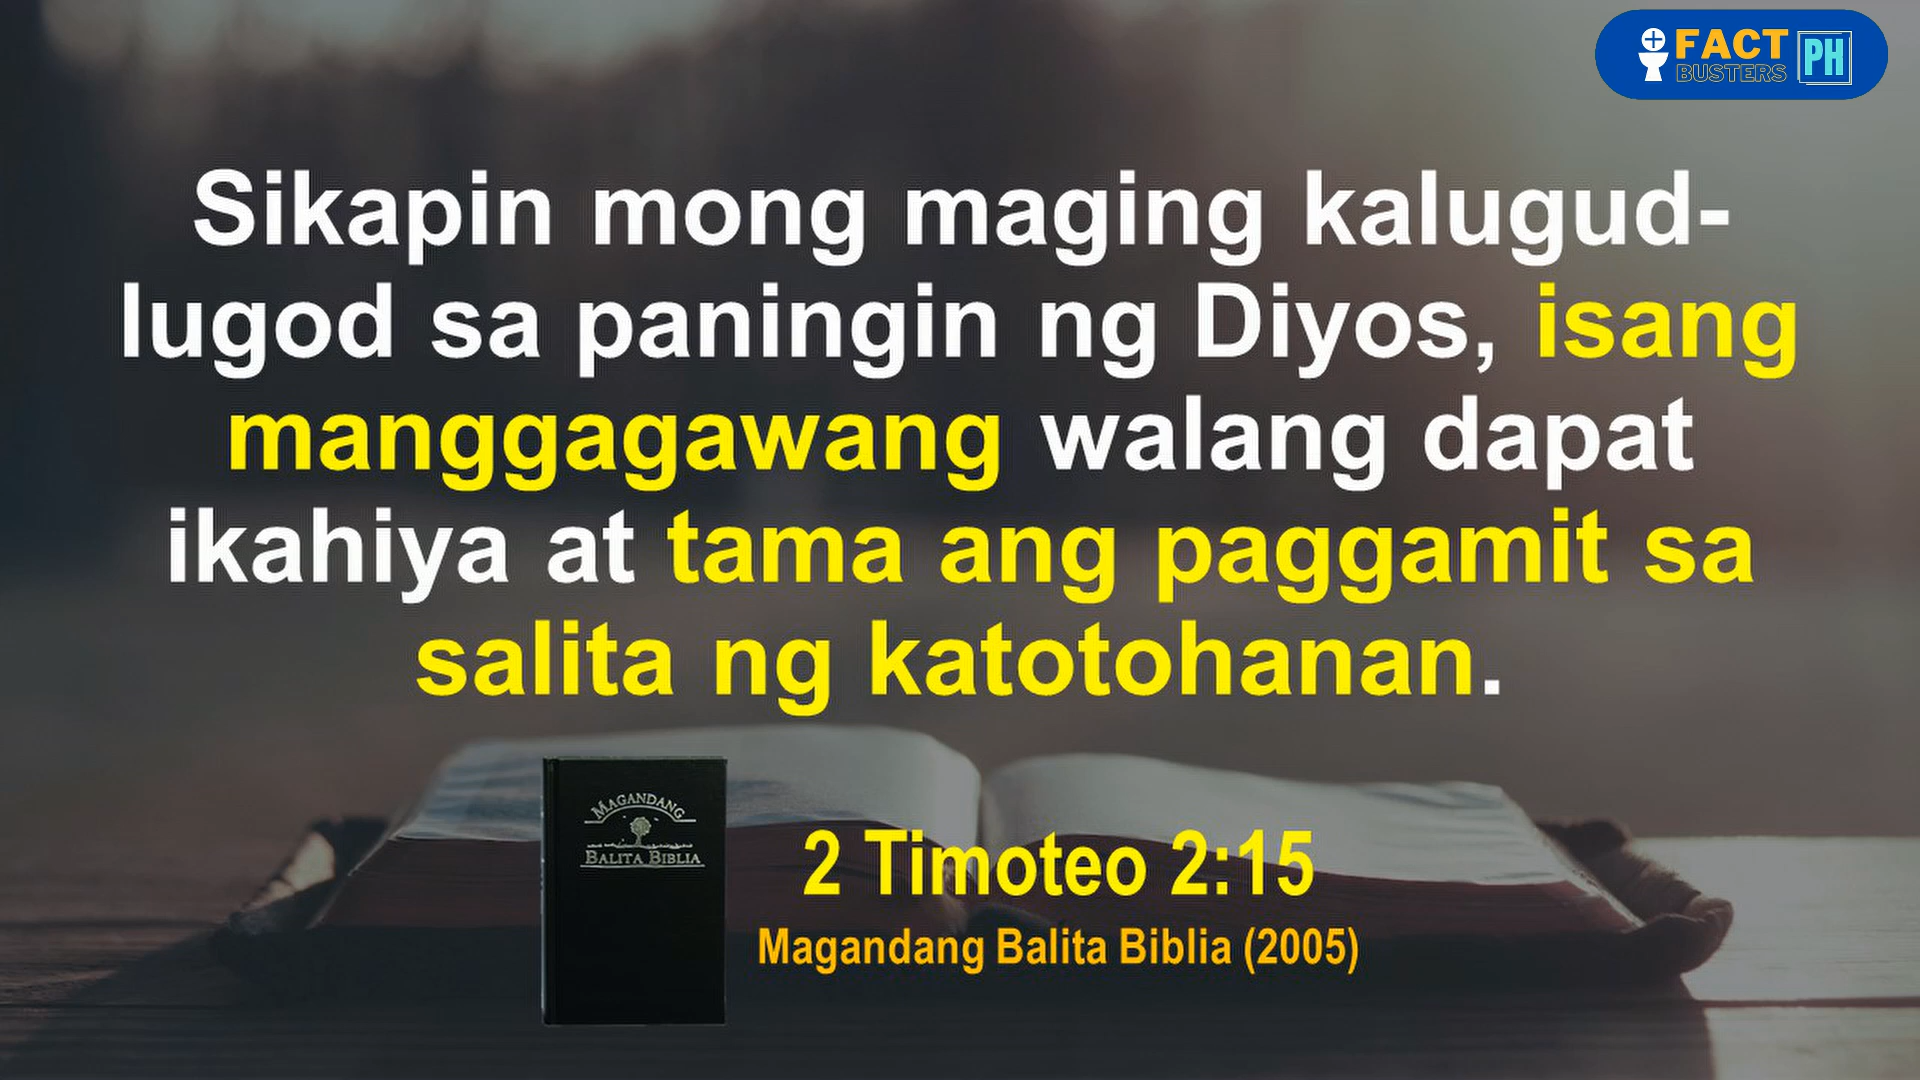 FACT
BUSTERS
PH
Sikapin mong maging kalugud-
lugod sa paningin ng Diyos, isang
manggagawang walang dapat
ikahiya at tama ang paggamit sa
salita ng katotohanan.
MAGANDANG
BALITA BIBLIA
2 Timoteo 2:15
Magandang Balita Biblia (2005)